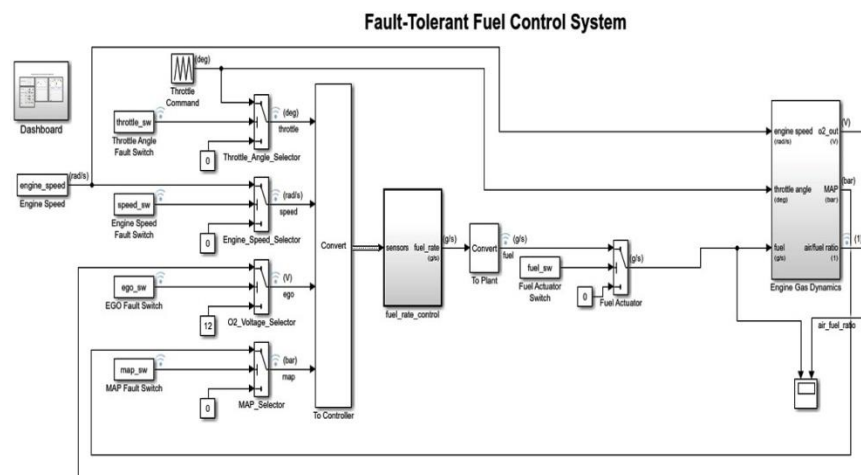 Fault-Tolerant Fuel Control System
Dashboard
(deg)
Throttle
Command
throttle_sw
Throttle Angle
Fault Switch
0
(deg)
throttle
Throttle_Angle_Selector
engine_speed
(rad/s)
Engine Speed
speed_sw
Engine Speed
Fault Switch
0
(rad/s)
speed
Engine_Speed_Selector
ego_sw
EGO Fault Switch
12
(V)
ego
O2_Voltage_Selector
map_sw
MAP Fault Switch
0
(bar)
map
MAP_Selector
Convert
To Controller
sensors
fuel_rate
(g/s)
fuel_rate_control
(g/s)
Convert
To Plant
(g/s)
fuel
fuel_sw
Fuel Actuator
Switch
0
(g/s)
Fuel Actuator
engine speed
(rad/s)
throttle angle
(deg)
fuel
(g/s)
o2_out
(V)
MAP
(bar)
air/fuel ratio
(1)
Engine Gas Dynamics
(V)
(bar)
(1)
air_fuel_ratio